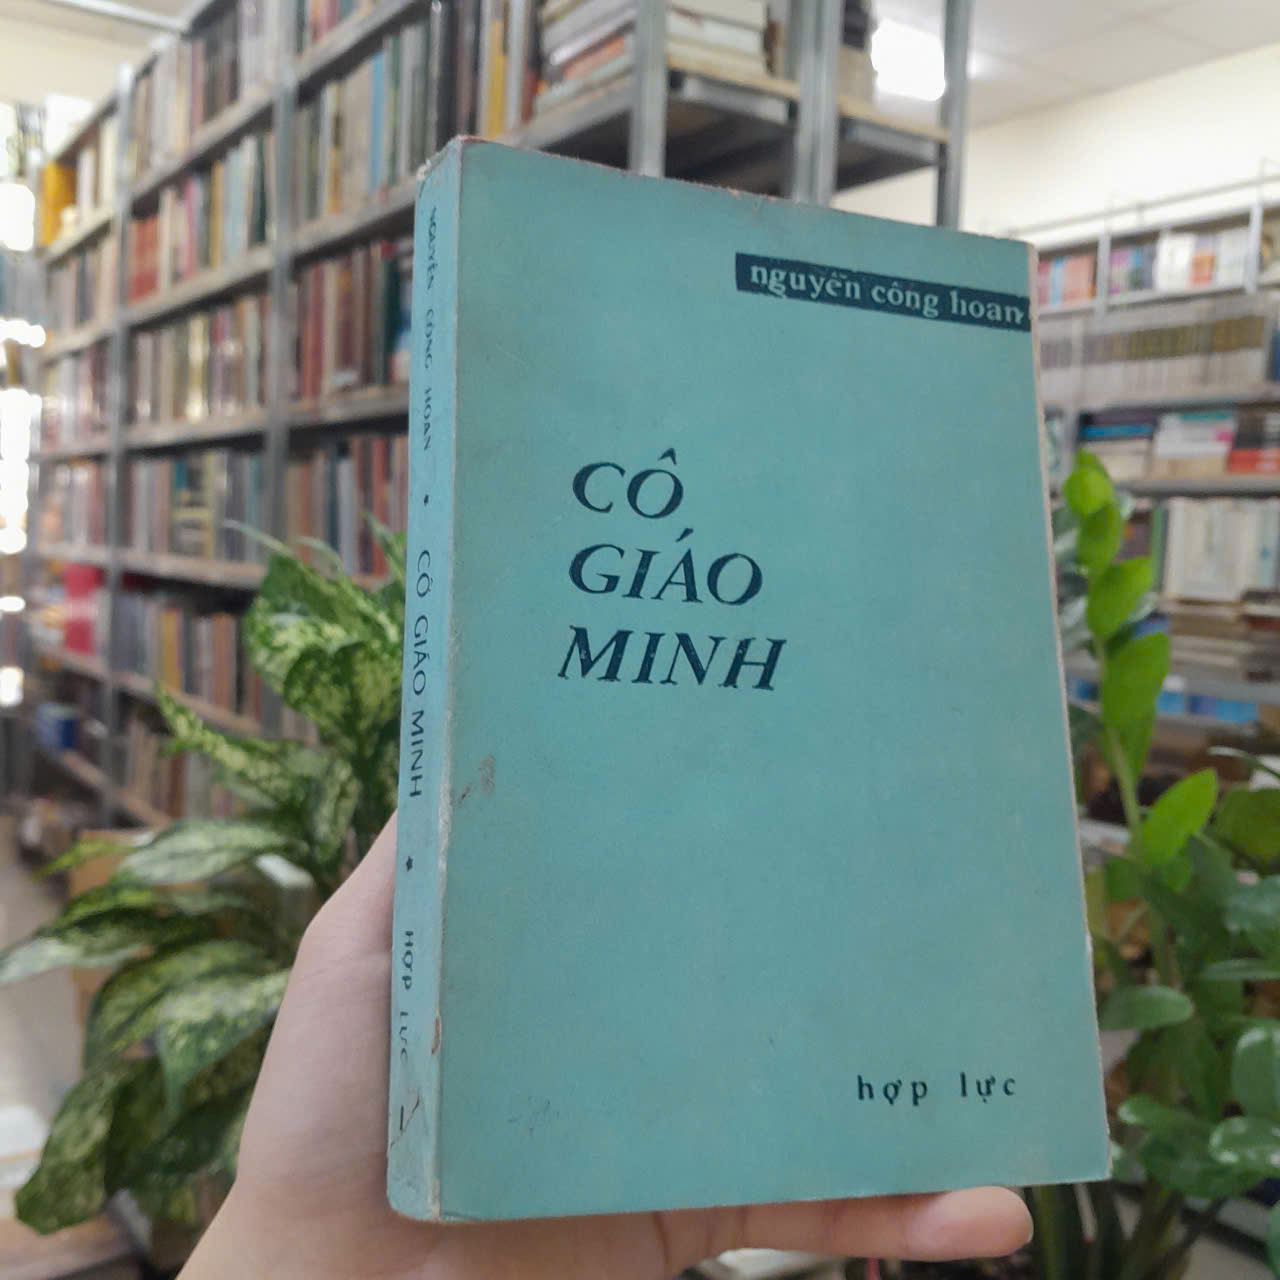 nguyễn công hoan
CÔ
GIÁO
MINH
hợp lực
NGUYỄN CÔNG HOAN * CÔ GIÁO MINH * HỢP LỰC